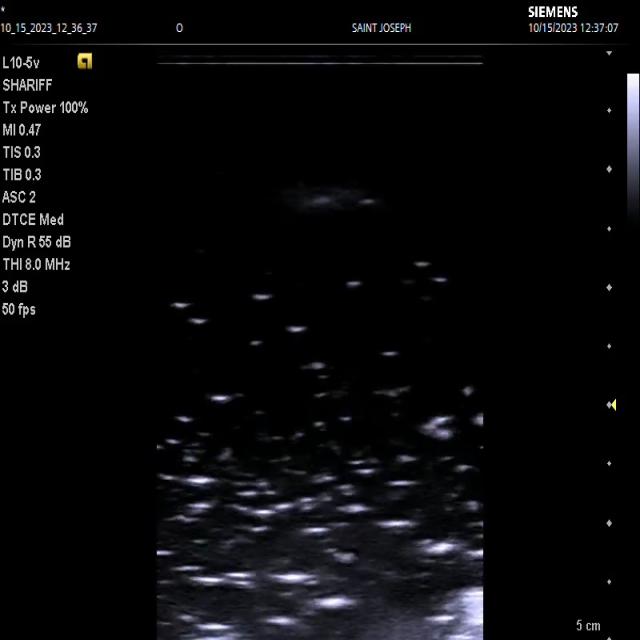 *
SIEMENS
10_15_2023_12_36_37 O SAINT JOSEPH 10/15/2023 12:37:07
L10-5v
SHARIFF
Tx Power 100%
MI 0.47
TIS 0.3
TIB 0.3
ASC 2
DTCE Med
Dyn R 55 dB
THI 8.0 MHz
3 dB
50 fps
5 cm